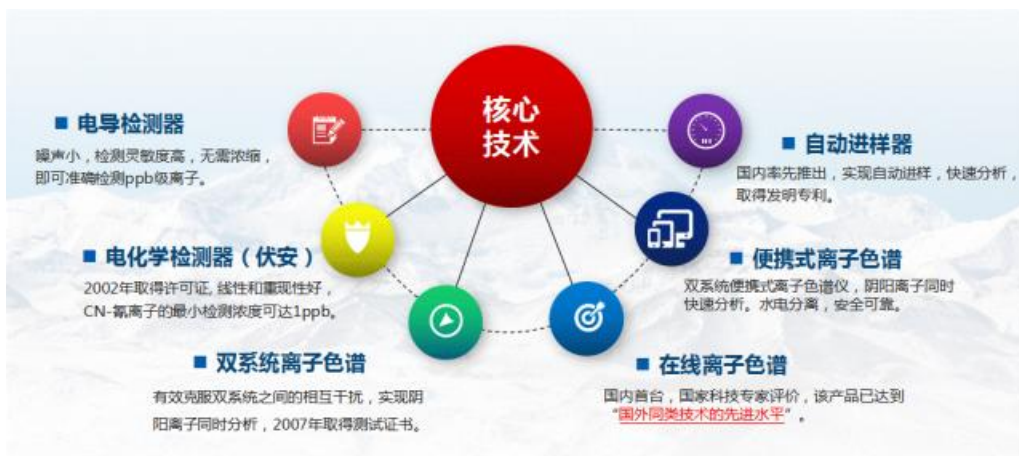 核心
技术
■ 电导检测器
噪声小，检测灵敏度高，无需浓缩，
即可准确检测ppb级离子。
■ 电化学检测器（伏安）
2002年取得许可证, 线性和重现性好，
CN-氰离子的最小检测浓度可达1ppb。
■ 双系统离子色谱
有效克服双系统之间的相互干扰，实现阴
阳离子同时分析，2007年取得测试证书。
■ 自动进样器
国内率先推出，实现自动进样，快速分析，
取得发明专利。
■ 便携式离子色谱
双系统便携式离子色谱仪，阴阳离子同时
快速分析。水电分离，安全可靠。
■ 在线离子色谱
国内首台，国家科技专家评价，该产品已达到
“国外同类技术的先进水平”。